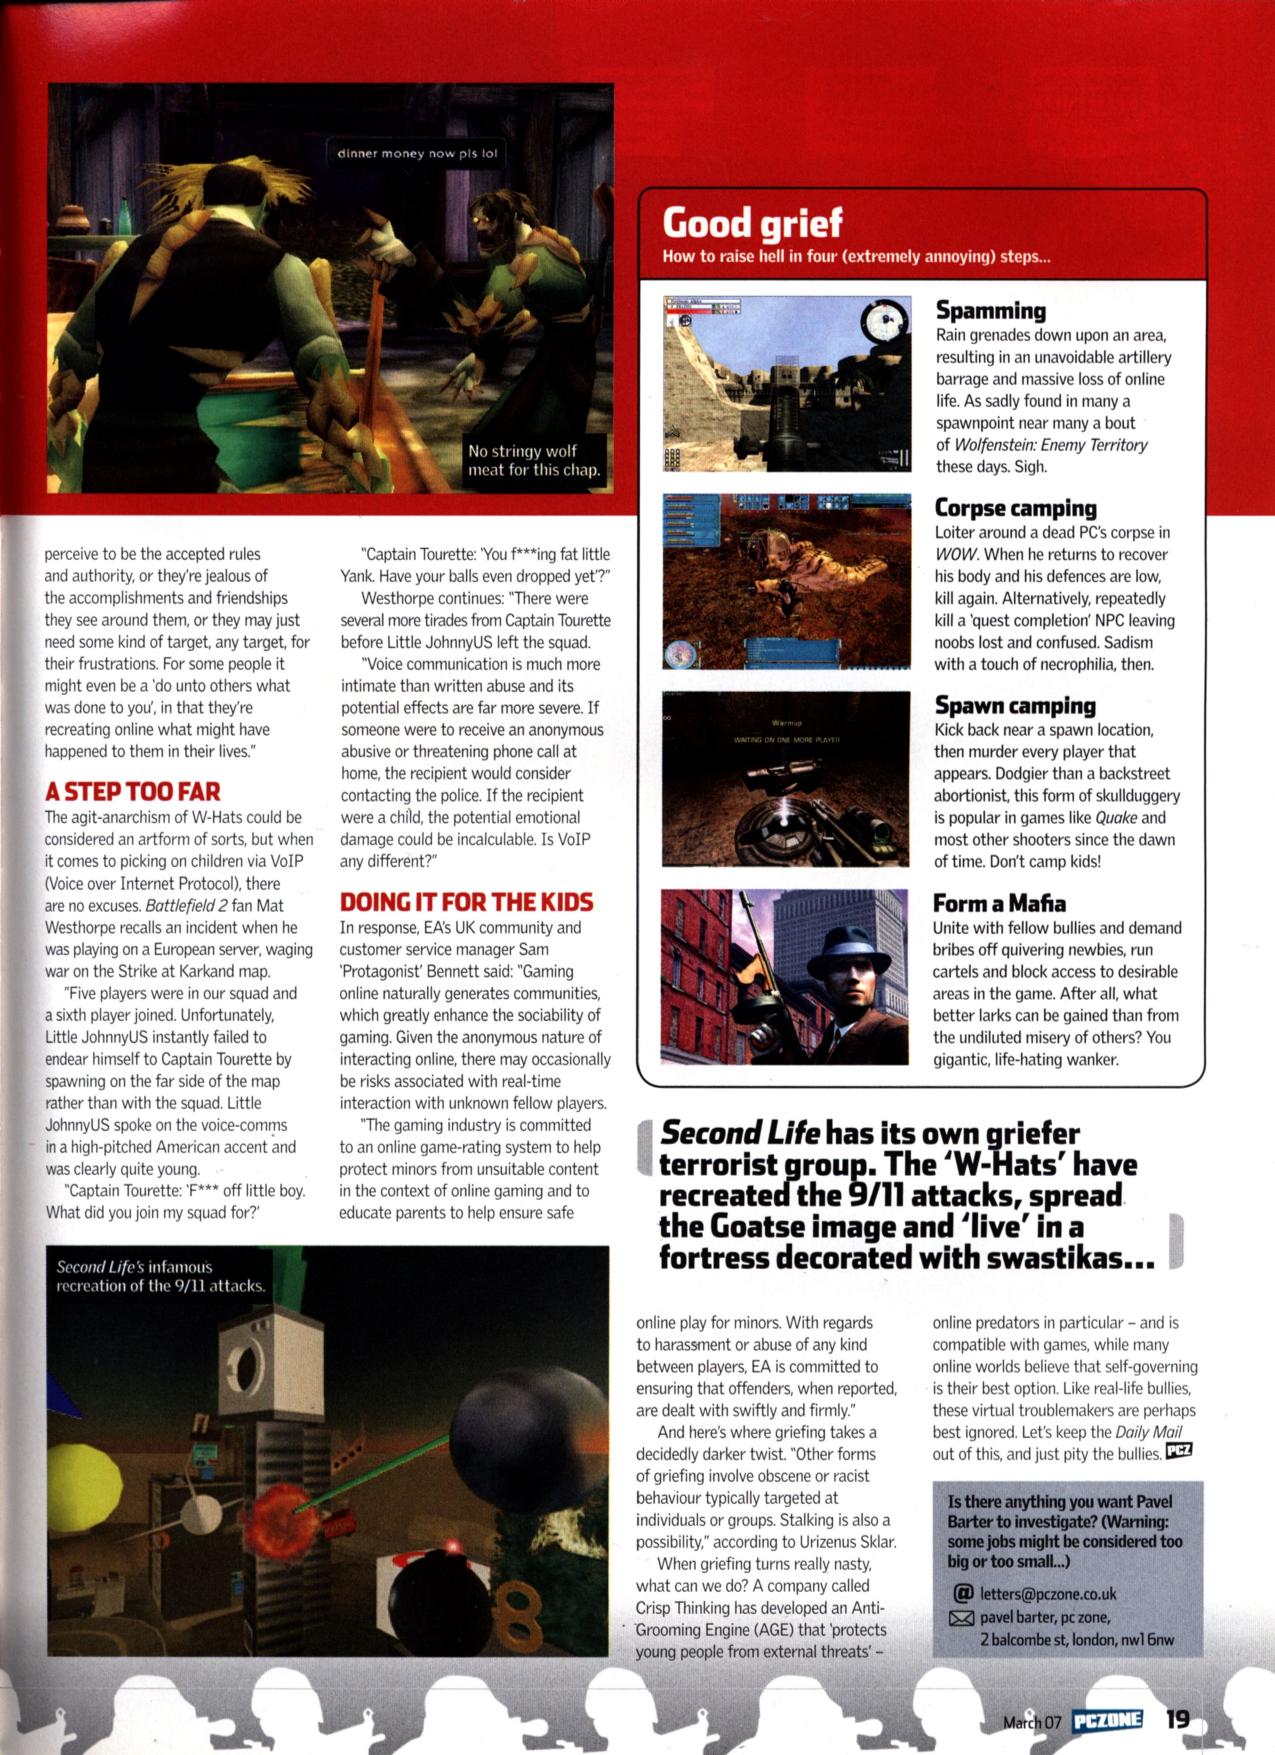 dinner money now pls lol
No stringy wolf
meat for this chap.
perceive to be the accepted rules
and authority, or they're jealous of
the accomplishments and friendships
they see around them, or they may just
need some kind of target, any target, for
their frustrations. For some people it
might even be a 'do unto others what
was done to you', in that they're
recreating online what might have
happened to them in their lives."
A STEP TOO FAR
The agit-anarchism of W-Hats could be
considered an artform of sorts, but when
it comes to picking on children via VoIP
(Voice over Internet Protocol), there
are no excuses. Battlefield 2 fan Mat
Westhorpe recalls an incident when he
was playing on a European server, waging
war on the Strike at Karkand map.
"Five players were in our squad and
a sixth player joined. Unfortunately,
Little JohnnyUS instantly failed to
endear himself to Captain Tourette by
spawning on the far side of the map
rather than with the squad. Little
JohnnyUS spoke on the voice-comms
in a high-pitched American accent and
was clearly quite young.
"Captain Tourette: 'F*** off little boy.
What did you join my squad for?'
"Captain Tourette: 'You f***ing fat little
Yank. Have your balls even dropped yet'?"
Westhorpe continues: "There were
several more tirades from Captain Tourette
before Little JohnnyUS left the squad.
"Voice communication is much more
intimate than written abuse and its
potential effects are far more severe. If
someone were to receive an anonymous
abusive or threatening phone call at
home, the recipient would consider
contacting the police. If the recipient
were a child, the potential emotional
damage could be incalculable. Is VoIP
any different?"
DOING IT FOR THE KIDS
In response, EA's UK community and
customer service manager Sam
'Protagonist' Bennett said: "Gaming
online naturally generates communities,
which greatly enhance the sociability of
gaming. Given the anonymous nature of
interacting online, there may occasionally
be risks associated with real-time
interaction with unknown fellow players.
"The gaming industry is committed
to an online game-rating system to help
protect minors from unsuitable content
in the context of online gaming and to
educate parents to help ensure safe
Second Life's infamous
recreation of the 9/11 attacks.
Good grief
How to raise hell in four (extremely annoying) steps...
Spamming
Rain grenades down upon an area,
resulting in an unavoidable artillery
barrage and massive loss of online
life. As sadly found in many a
spawnpoint near many a bout
of Wolfenstein: Enemy Territory
these days. Sigh.
Corpse camping
Loiter around a dead PC's corpse in
WOW. When he returns to recover
his body and his defences are low,
kill again. Alternatively, repeatedly
kill a 'quest completion' NPC leaving
noobs lost and confused. Sadism
with a touch of necrophilia, then.
Warmup
WAITING ON ONE MORE PLAYER
Spawn camping
Kick back near a spawn location,
then murder every player that
appears. Dodgier than a backstreet
abortionist, this form of skullduggery
is popular in games like Quake and
most other shooters since the dawn
of time. Don't camp kids!
Form a Mafia
Unite with fellow bullies and demand
bribes off quivering newbies, run
cartels and block access to desirable
areas in the game. After all, what
better larks can be gained than from
the undiluted misery of others? You
gigantic, life-hating wanker.
Second Life has its own griefer
terrorist group. The 'W-Hats' have
recreated the 9/11 attacks, spread
the Goatse image and 'live' in a
fortress decorated with swastikas...
online play for minors. With regards
to harassment or abuse of any kind
between players, EA is committed to
ensuring that offenders, when reported,
are dealt with swiftly and firmly."
And here's where griefing takes a
decidedly darker twist. "Other forms
of griefing involve obscene or racist
behaviour typically targeted at
individuals or groups. Stalking is also a
possibility," according to Urizenus Sklar.
When griefing turns really nasty,
what can we do? A company called
Crisp Thinking has developed an Anti-
Grooming Engine (AGE) that 'protects
young people from external threats' –
online predators in particular – and is
compatible with games, while many
online worlds believe that self-governing
is their best option. Like real-life bullies,
these virtual troublemakers are perhaps
best ignored. Let's keep the Daily Mail
out of this, and just pity the bullies. PCZ
Is there anything you want Pavel
Barter to investigate? (Warning:
some jobs might be considered too
big or too small...)
@ letters@pczone.co.uk
pavel barter, pc zone,
2 balcombe st, london, nw1 6nw
March 07 PCZONE 19